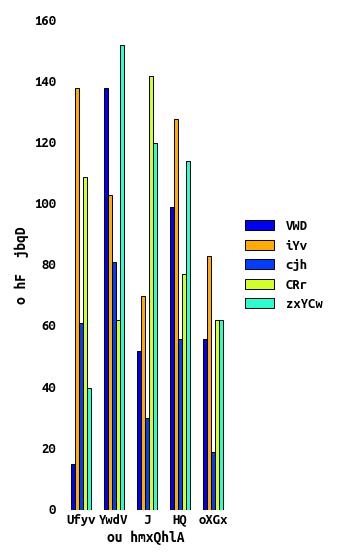 160
140
120
100
80
60
40
20
0
o hF  jbqD
Ufyv YwdV J HQ oXGx
ou hmxQhlA
VWD
iYv
cjh
CRr
zxYCw